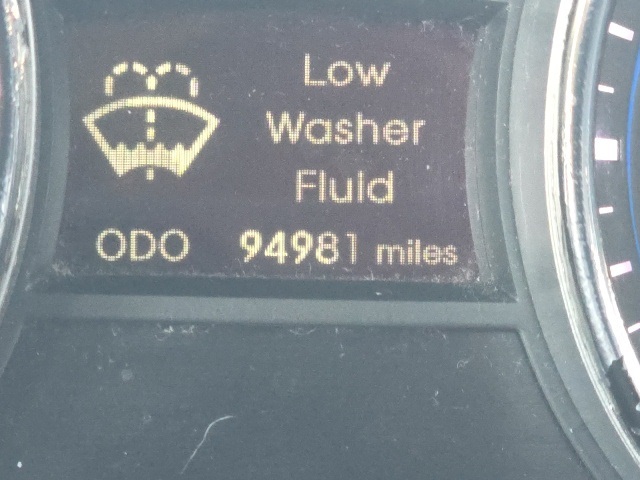 Low
Washer
Fluid
ODO 94981 miles